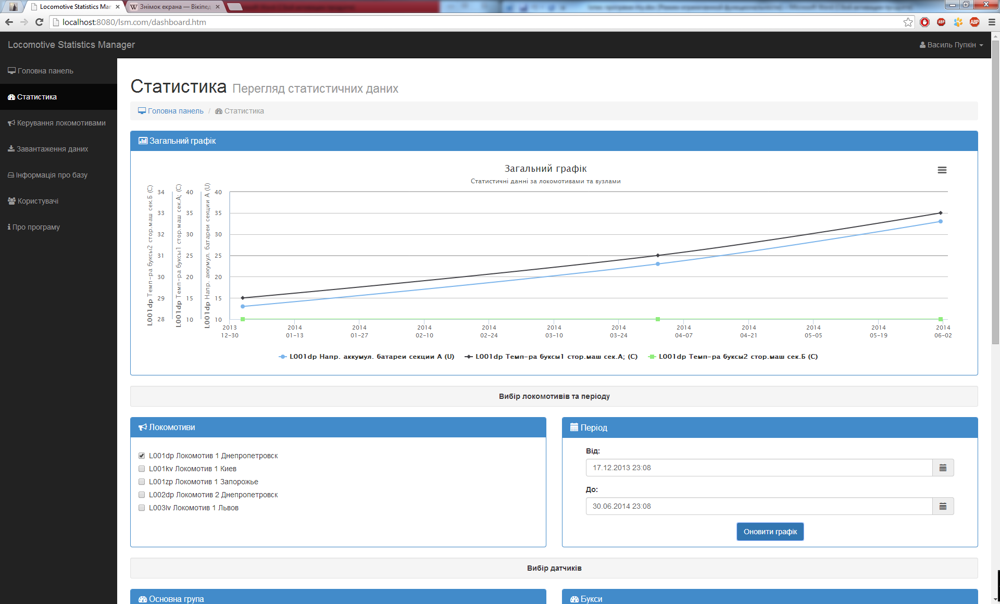 Locomotive Statistics Mar
Знімок екрана — Вікіпед
localhost:8080/lsm.com/dashboard.htm
ABP
ABP
Locomotive Statistics Manager
Василь Пупкін
Головна панель
Статистика
Керування локомотивами
Завантаження даних
Інформація про базу
Користувачі
Про програму
Статистика Перегляд статистичних даних
Головна панель / Статистика
Загальний графік
Загальний графік
Статистичні данні за локомотивами та вузлами
L001dp Темп-ра буксы2 стор.маш сек.Б (C)
34
33
32
31
30
29
28
L001dp Темп-ра буксы1 стор.маш сек.А; (C)
40
35
30
25
20
15
10
L001dp Напр. аккумул. батареи секции А (U)
40
35
30
25
20
15
10
2013 12-30
2014 01-13
2014 01-27
2014 02-10
2014 02-24
2014 03-10
2014 03-24
2014 04-07
2014 04-21
2014 05-05
2014 05-19
2014 06-02
L001dp Напр. аккумул. батареи секции А (U)
L001dp Темп-ра буксы1 стор.маш сек.А; (C)
L001dp Темп-ра буксы2 стор.маш сек.Б (C)
Вибір локомотивів та періоду
Локомотиви
L001dp Локомотив 1 Днепропетровск
L001kv Локомотив 1 Киев
L001zp Локомотив 1 Запорожье
L002dp Локомотив 2 Днепропетровск
L003lv Локомотив 1 Львов
Період
Від:
17.12.2013 23:08
До:
30.06.2014 23:08
Оновити графік
Вибір датчиків
Основна група
Букси